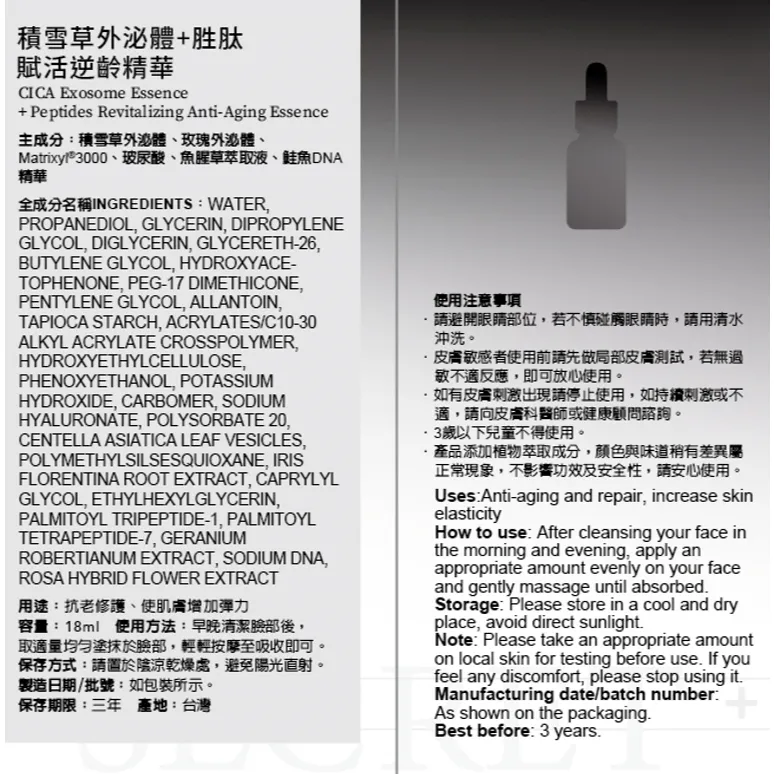 積雪草外泌體+胜肽
賦活逆齡精華
CICA Exosome Essence
+ Peptides Revitalizing Anti-Aging Essence
主成分：積雪草外泌體、玫瑰外泌體、
Matrixyl®3000、玻尿酸、魚腥草萃取液、鮭魚DNA
精華
全成分名稱INGREDIENTS：WATER,
PROPANEDIOL, GLYCERIN, DIPROPYLENE
GLYCOL, DIGLYCERIN, GLYCERETH-26,
BUTYLENE GLYCOL, HYDROXYACE-
TOPHENONE, PEG-17 DIMETHICONE,
PENTYLENE GLYCOL, ALLANTOIN,
TAPIOCA STARCH, ACRYLATES/C10-30
ALKYL ACRYLATE CROSSPOLYMER,
HYDROXYETHYLCELLULOSE,
PHENOXYETHANOL, POTASSIUM
HYDROXIDE, CARBOMER, SODIUM
HYALURONATE, POLYSORBATE 20,
CENTELLA ASIATICA LEAF VESICLES,
POLYMETHYLSILSESQUIOXANE, IRIS
FLORENTINA ROOT EXTRACT, CAPRYLYL
GLYCOL, ETHYLHEXYLGLYCERIN,
PALMITOYL TRIPEPTIDE-1, PALMITOYL
TETRAPEPTIDE-7, GERANIUM
ROBERTIANUM EXTRACT, SODIUM DNA,
ROSA HYBRID FLOWER EXTRACT
用途：抗老修護、使肌膚增加彈力
容量：18ml 使用方法：早晚清潔臉部後，
取適量均勻塗抹於臉部，輕輕按摩至吸收即可。
保存方式：請置於陰涼乾燥處，避免陽光直射。
製造日期/批號：如包裝所示。
保存期限：三年 產地：台灣
使用注意事項
· 請避開眼睛部位，若不慎碰觸眼睛時，請用清水
沖洗。
· 皮膚敏感者使用前請先做局部皮膚測試，若無過
敏不適反應，即可放心使用。
· 如有皮膚刺激出現請停止使用，如持續刺激或不
適，請向皮膚科醫師或健康顧問諮詢。
· 3歲以下兒童不得使用。
· 產品添加植物萃取成分，顏色與味道稍有差異屬
正常現象，不影響功效及安全性，請安心使用。
Uses:Anti-aging and repair, increase skin
elasticity
How to use: After cleansing your face in
the morning and evening, apply an
appropriate amount evenly on your face
and gently massage until absorbed.
Storage: Please store in a cool and dry
place, avoid direct sunlight.
Note: Please take an appropriate amount
on local skin for testing before use. If you
feel any discomfort, please stop using it.
Manufacturing date/batch number:
As shown on the packaging.
Best before: 3 years.
SECRET +